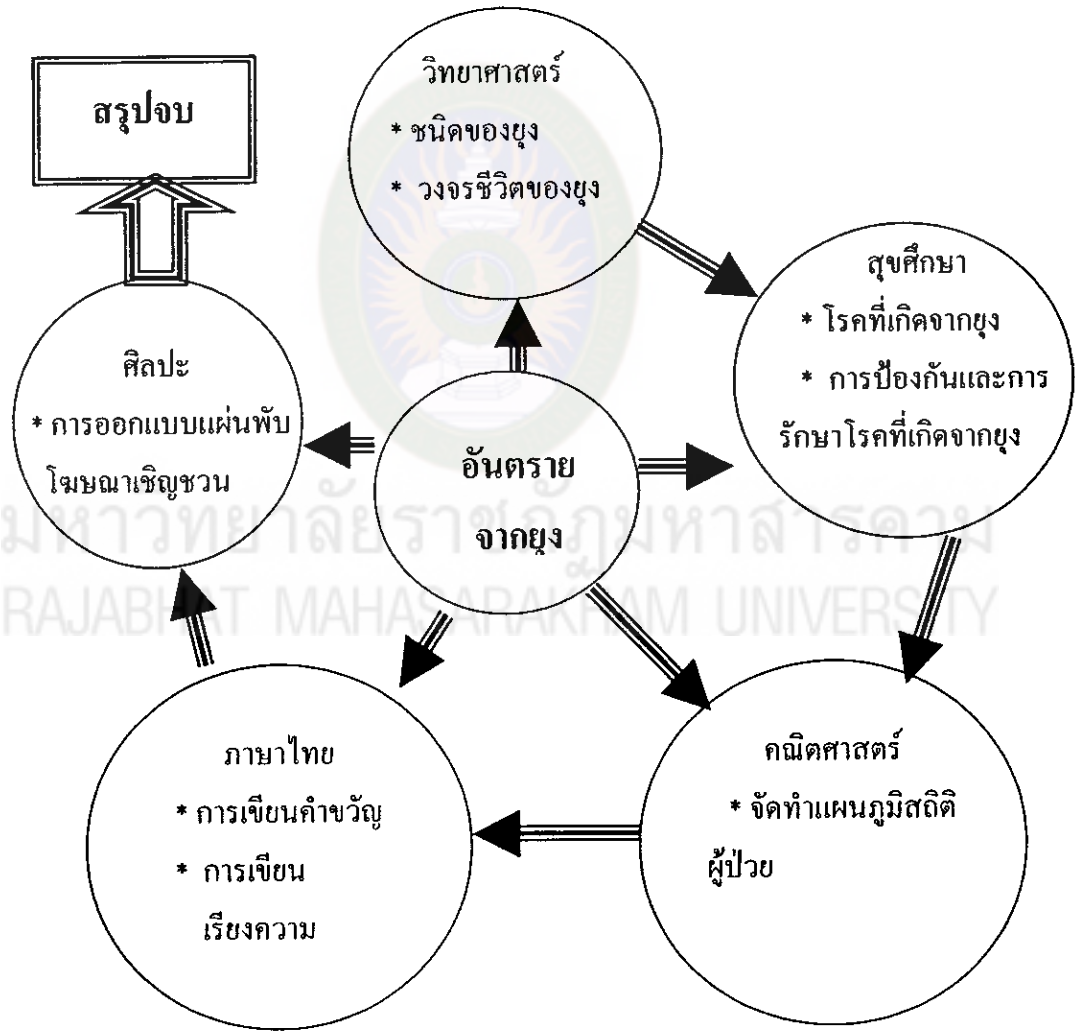 สรุปจบ
วิทยาศาสตร์
* ชนิดของยุง
* วงจรชีวิตของยุง
สุขศึกษา
* โรคที่เกิดจากยุง
* การป้องกันและการ
รักษาโรคที่เกิดจากยุง
ศิลปะ
* การออกแบบแผ่นพับ
โฆษณาเชิญชวน
อันตราย
จากยุง
มหาวิทยาลัยราชภัฏมหาสารคาม
RAJABHAT MAHASARAKHAM UNIVERSITY
ภาษาไทย
* การเขียนคำขวัญ
* การเขียน
เรียงความ
คณิตศาสตร์
* จัดทำแผนภูมิสถิติ
ผู้ป่วย